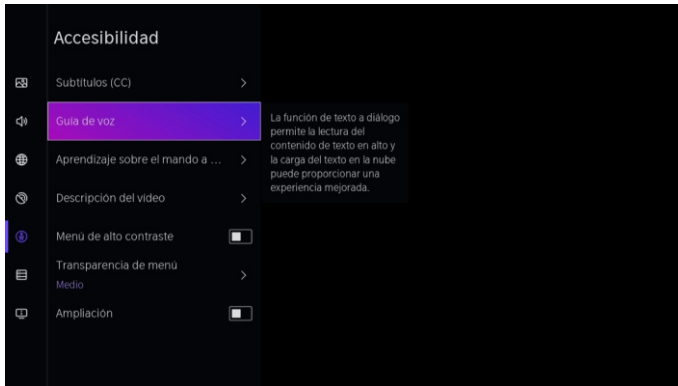 Accesibilidad
Subtítulos (CC)
Guía de voz
Aprendizaje sobre el mando a ...
Descripción del vídeo
Menú de alto contraste
Transparencia de menú
Medio
Ampliación
La función de texto a diálogo
permite la lectura del
contenido de texto en alto y
la carga del texto en la nube
puede proporcionar una
experiencia mejorada.